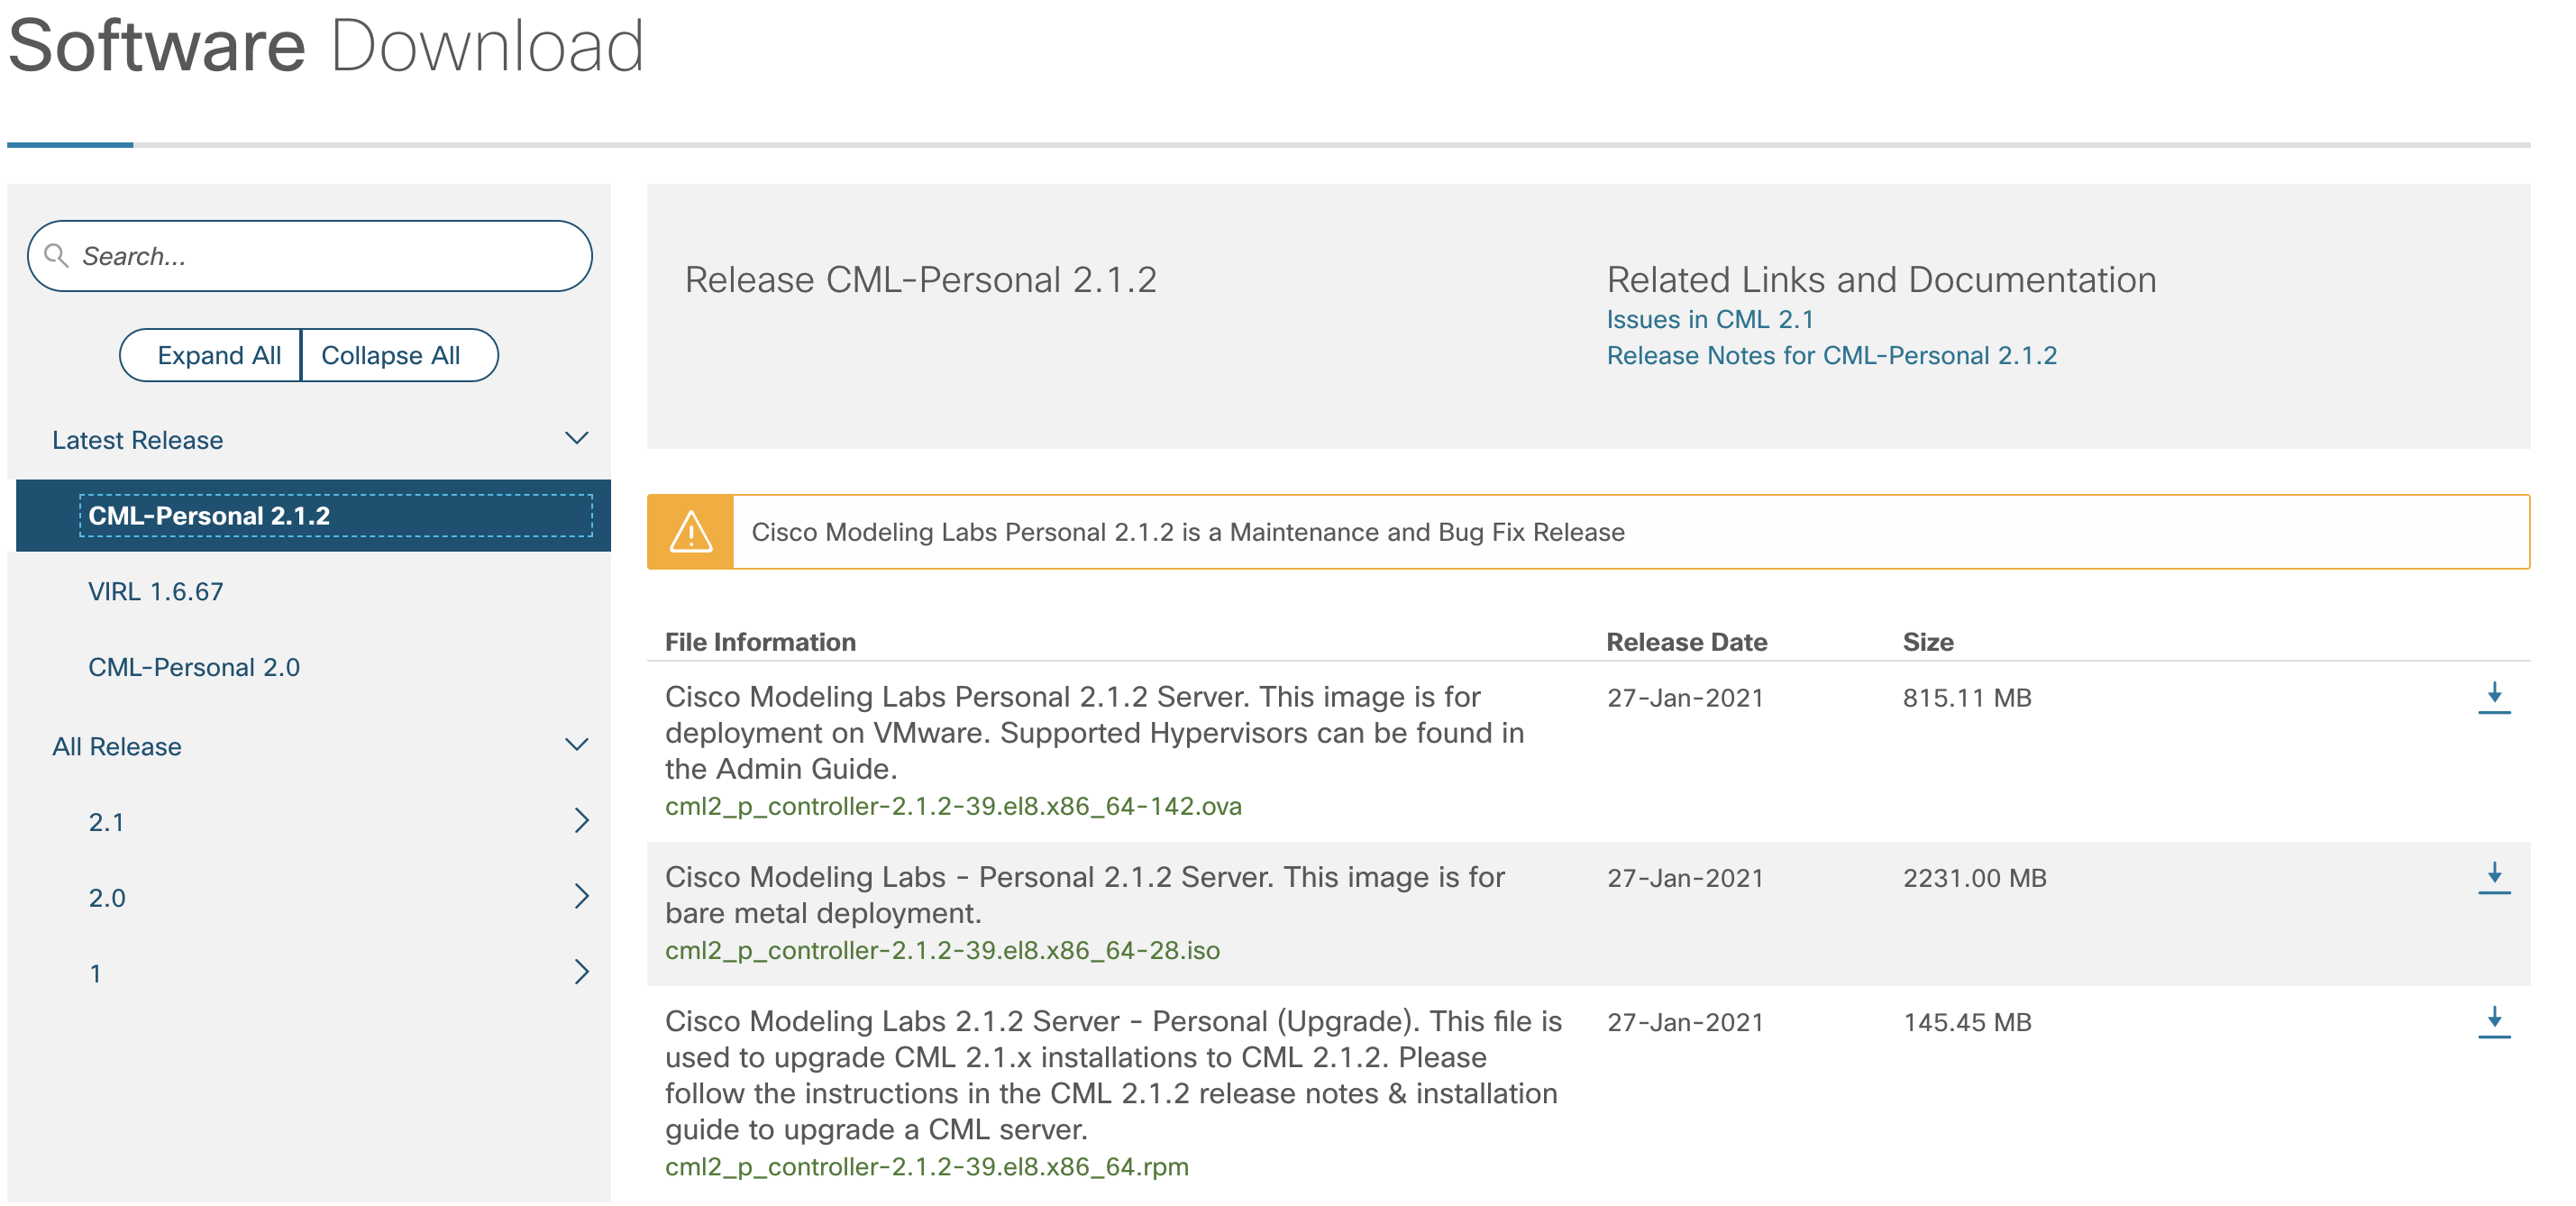 Software Download
Search...
Expand All
Collapse All
Latest Release
CML-Personal 2.1.2
VIRL 1.6.67
CML-Personal 2.0
All Release
2.1
2.0
1
Release CML-Personal 2.1.2
Related Links and Documentation
Issues in CML 2.1
Release Notes for CML-Personal 2.1.2
Cisco Modeling Labs Personal 2.1.2 is a Maintenance and Bug Fix Release
File Information Release Date Size
Cisco Modeling Labs Personal 2.1.2 Server. This image is for 27-Jan-2021 815.11 MB
deployment on VMware. Supported Hypervisors can be found in
the Admin Guide.
cml2_p_controller-2.1.2-39.el8.x86_64-142.ova
Cisco Modeling Labs - Personal 2.1.2 Server. This image is for 27-Jan-2021 2231.00 MB
bare metal deployment.
cml2_p_controller-2.1.2-39.el8.x86_64-28.iso
Cisco Modeling Labs 2.1.2 Server - Personal (Upgrade). This file is 27-Jan-2021 145.45 MB
used to upgrade CML 2.1.x installations to CML 2.1.2. Please
follow the instructions in the CML 2.1.2 release notes & installation
guide to upgrade a CML server.
cml2_p_controller-2.1.2-39.el8.x86_64.rpm